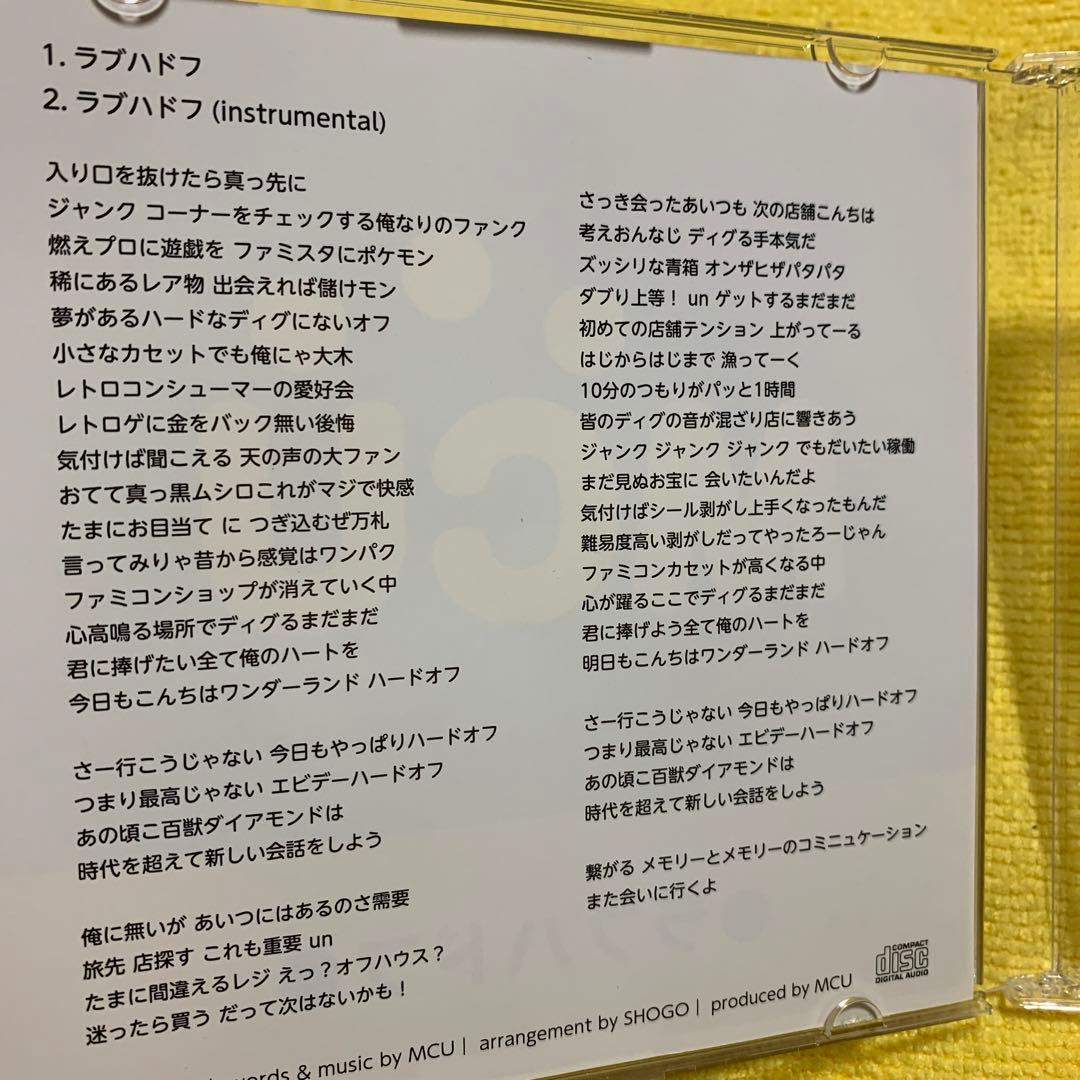 1. ラブハドフ
2. ラブハドフ (instrumental)
入り口を抜けたら真っ先に
ジャンク コーナーをチェックする俺なりのファンク
燃えプロに遊戯を ファミスタにポケモン
稀にあるレア物 出会えれば儲けモン
夢があるハードなディグにないオフ
小さなカセットでも俺にゃ大木
レトロコンシューマーの愛好会
レトロゲに金をバック無い後悔
気付けば聞こえる 天の声の大ファン
おてて真っ黒ムシロこれがマジで快感
たまにお目当て に つぎ込むぜ万札
言ってみりゃ昔から感覚はワンパク
ファミコンショップが消えていく中
心高鳴る場所でディグるまだまだ
君に捧げたい全て俺のハートを
今日もこんちはワンダーランド ハードオフ
さー行こうじゃない 今日もやっぱりハードオフ
つまり最高じゃない エビデーハードオフ
あの頃こ百獣ダイアモンドは
時代を超えて新しい会話をしよう
俺に無いが あいつにはあるのさ需要
旅先 店探す これも重要 un
たまに間違えるレジ えっ？オフハウス？
迷ったら買う だって次はないかも！
さっき会ったあいつも 次の店舗こんちは
考えおんなじ ディグる手本気だ
ズッシリな青箱 オンザヒザパタパタ
ダブり上等！ un ゲットするまだまだ
初めての店舗テンション 上がってーる
はじからはじまで 漁ってーく
10分のつもりがパッと1時間
皆のディグの音が混ざり店に響きあう
ジャンク ジャンク ジャンク でもだいたい稼働
まだ見ぬお宝に 会いたいんだよ
気付けばシール剥がし上手くなったもんだ
難易度高い剥がしだってやったろーじゃん
ファミコンカセットが高くなる中
心が躍るここでディグるまだまだ
君に捧げよう全て俺のハートを
明日もこんちはワンダーランド ハードオフ
さー行こうじゃない 今日もやっぱりハードオフ
つまり最高じゃない エビデーハードオフ
あの頃こ百獣ダイアモンドは
時代を超えて新しい会話をしよう
繋がる メモリーとメモリーのコミニュケーション
また会いに行くよ
COMPACT
disc
DIGITAL AUDIO
& music by MCU | arrangement by SHOGO | produced by MCU